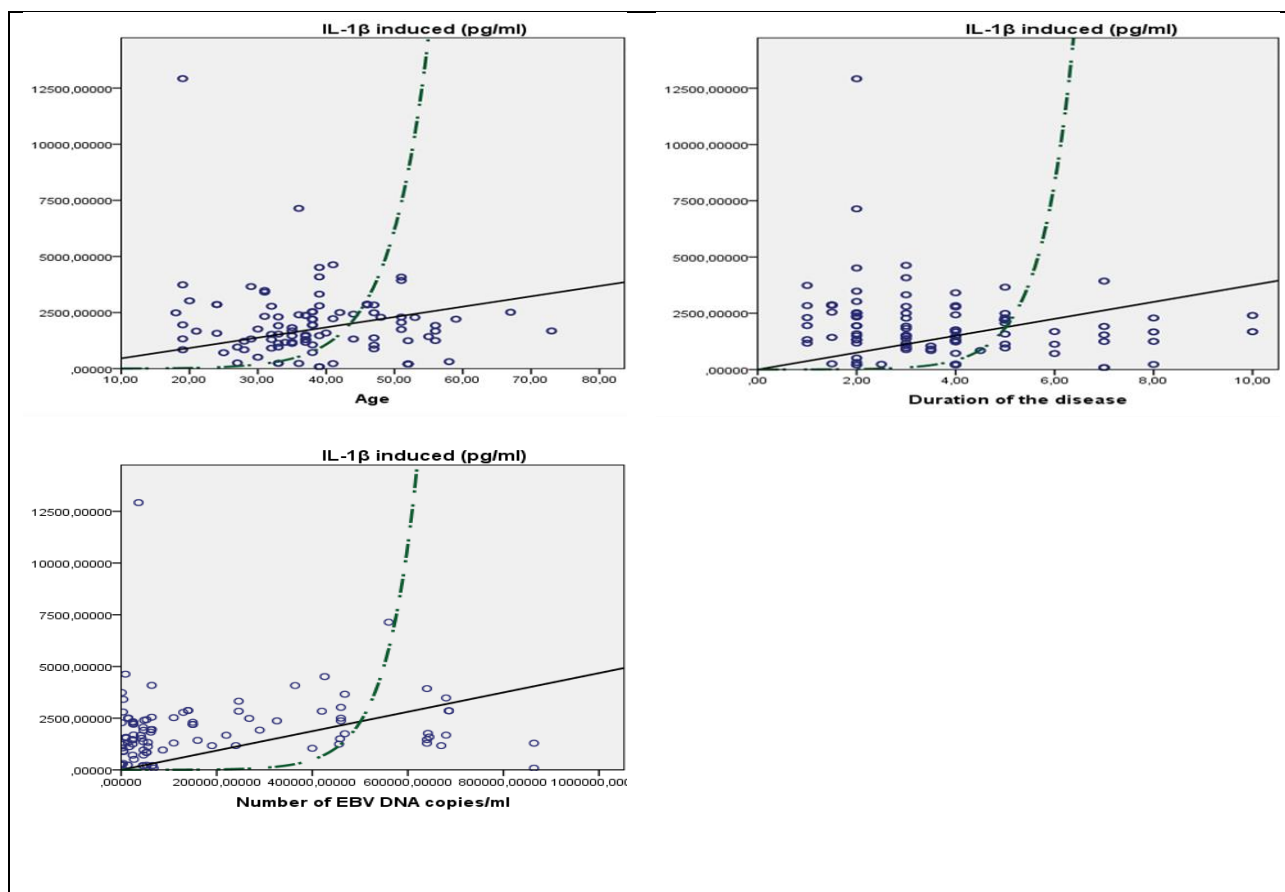 IL-1β induced (pg/ml)
12500,00000
10000,00000
7500,00000
5000,00000
2500,00000
,00000
10,00 20,00 30,00 40,00 50,00 60,00 70,00 80,00
Age
IL-1β induced (pg/ml)
12500,00000
10000,00000
7500,00000
5000,00000
2500,00000
,00000
,00 2,00 4,00 6,00 8,00 10,00
Duration of the disease
IL-1β induced (pg/ml)
12500,00000
10000,00000
7500,00000
5000,00000
2500,00000
,00000
,00000 200000,00 400000,00 600000,00 800000,00
Number of EBV DNA copies/ml